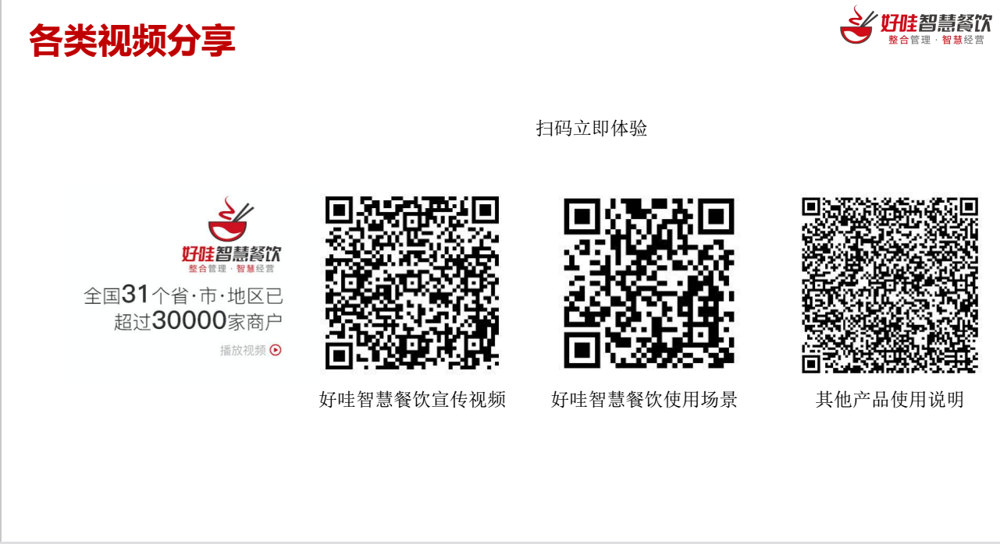 各类视频分享
好哇智慧餐饮
整合管理·智慧经营
扫码立即体验
好哇智慧餐饮
整合管理·智慧经营
全国31个省·市·地区已
超过30000家商户
播放视频
好哇智慧餐饮宣传视频
好哇智慧餐饮使用场景
其他产品使用说明